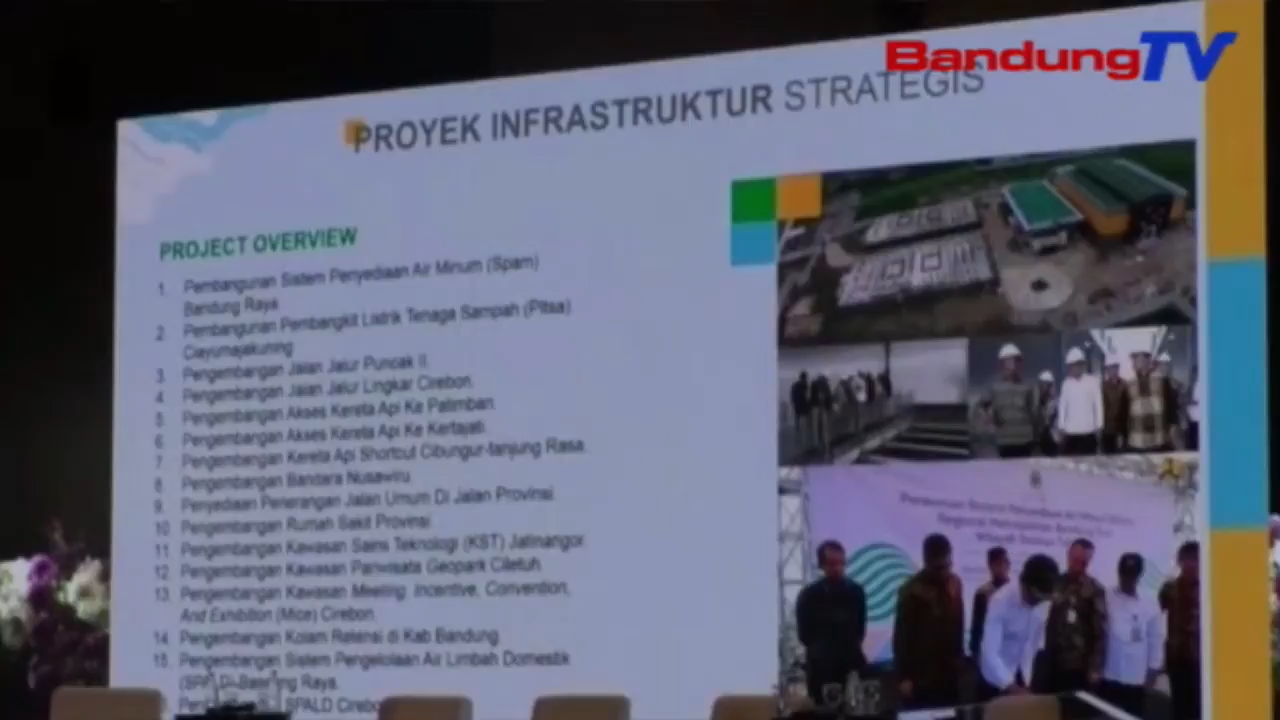 BandungTV
PROYEK INFRASTRUKTUR STRATEGIS
PROJECT OVERVIEW
1. Pembangunan Sistem Penyediaan Air Minum (Spam)
Bandung Raya
2. Pembangunan Pembangkit Listrik Tenaga Sampah (Pltsa)
Ciayumajakuning
3. Pengembangan Jalan Jalur Puncak II
4. Pengembangan Jalan Jalur Lingkar Cirebon
5. Pengembangan Akses Kereta Api Ke Patimban
6. Pengembangan Akses Kereta Api Ke Kertajati
7. Pengembangan Kereta Api Shortcut Cibungur-tanjung Rasa
8. Pengembangan Bandara Nusawiru
9. Penyediaan Penerangan Jalan Umum Di Jalan Provinsi
10. Pengembangan Rumah Sakit Provinsi
11. Pengembangan Kawasan Sains Teknologi (KST) Jatinangor
12. Pengembangan Kawasan Pariwisata Geopark Ciletuh
13. Pengembangan Kawasan Meeting, Incentive, Convention,
And Exhibition (Mice) Cirebon
14. Pengembangan Kolam Retensi di Kab Bandung
15. Pengembangan Sistem Pengelolaan Air Limbah Domestik
Raya
SPALD